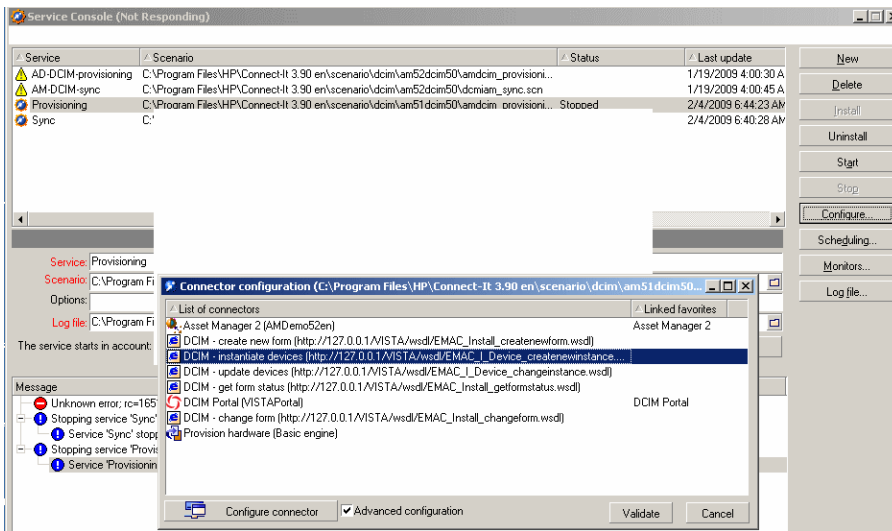 Service Console (Not Responding)
Service Scenario Status Last update
AD-DCIM-provisioning C:\Program Files\HP\Connect-It 3.90 en\scenario\dcim\am52dcim50\amdcim_provisioni... 1/19/2009 4:00:30 A
AM-DCIM-sync C:\Program Files\HP\Connect-It 3.90 en\scenario\dcim\am52dcim50\dcmiam_sync.scn 1/19/2009 4:00:45 A
Provisioning C:\Program Files\HP\Connect-It 3.90 en\scenario\dcim\am51dcim50\amdcim_provisioni... Stopped 2/4/2009 6:44:23 AM
Sync C:' 2/4/2009 6:40:28 AM
New
Delete
Install
Uninstall
Start
Stop
Configure...
Scheduling...
Monitors...
Log file...
Service: Provisioning
Scenario: C:\Program Fi
Options:
Log file: C:\Program Fi
The service starts in account:
Message
Unknown error; rc=165
Stopping service 'Sync'
Service 'Sync' stopp
Stopping service 'Provis
Service 'Provisionin
Connector configuration (C:\Program Files\HP\Connect-It 3.90 en\scenario\dcim\am51dcim50...
List of connectors Linked favorites
Asset Manager 2 (AMDemo52en) Asset Manager 2
DCIM - create new form (http://127.0.0.1/VISTA/wsdl/EMAC_Install_createnewform.wsdl)
DCIM - instantiate devices (http://127.0.0.1/VISTA/wsdl/EMAC_I_Device_createnewinstance....
DCIM - update devices (http://127.0.0.1/VISTA/wsdl/EMAC_I_Device_changeinstance.wsdl)
DCIM - get form status (http://127.0.0.1/VISTA/wsdl/EMAC_Install_getformstatus.wsdl)
DCIM Portal (VISTAPortal) DCIM Portal
DCIM - change form (http://127.0.0.1/VISTA/wsdl/EMAC_Install_changeform.wsdl)
Provision hardware (Basic engine)
Configure connector Advanced configuration Validate Cancel